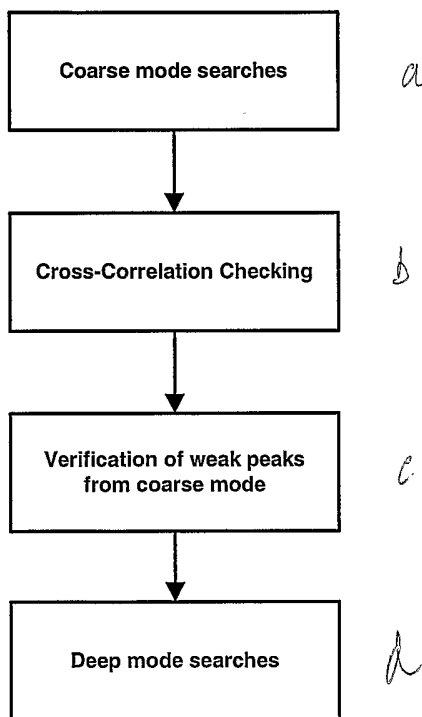 Coarse mode searches
a
Cross-Correlation Checking
b
Verification of weak peaks
from coarse mode
c
Deep mode searches
d